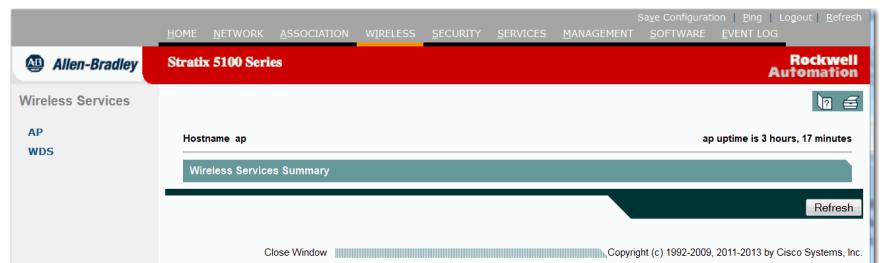 Save Configuration | Ping | Logout | Refresh
HOME NETWORK ASSOCIATION WIRELESS SECURITY SERVICES MANAGEMENT SOFTWARE EVENT LOG
AB Allen-Bradley Stratix 5100 Series Rockwell Automation
Wireless Services
AP
WDS
Hostname ap ap uptime is 3 hours, 17 minutes
Wireless Services Summary
Refresh
Close Window Copyright (c) 1992-2009, 2011-2013 by Cisco Systems, Inc.